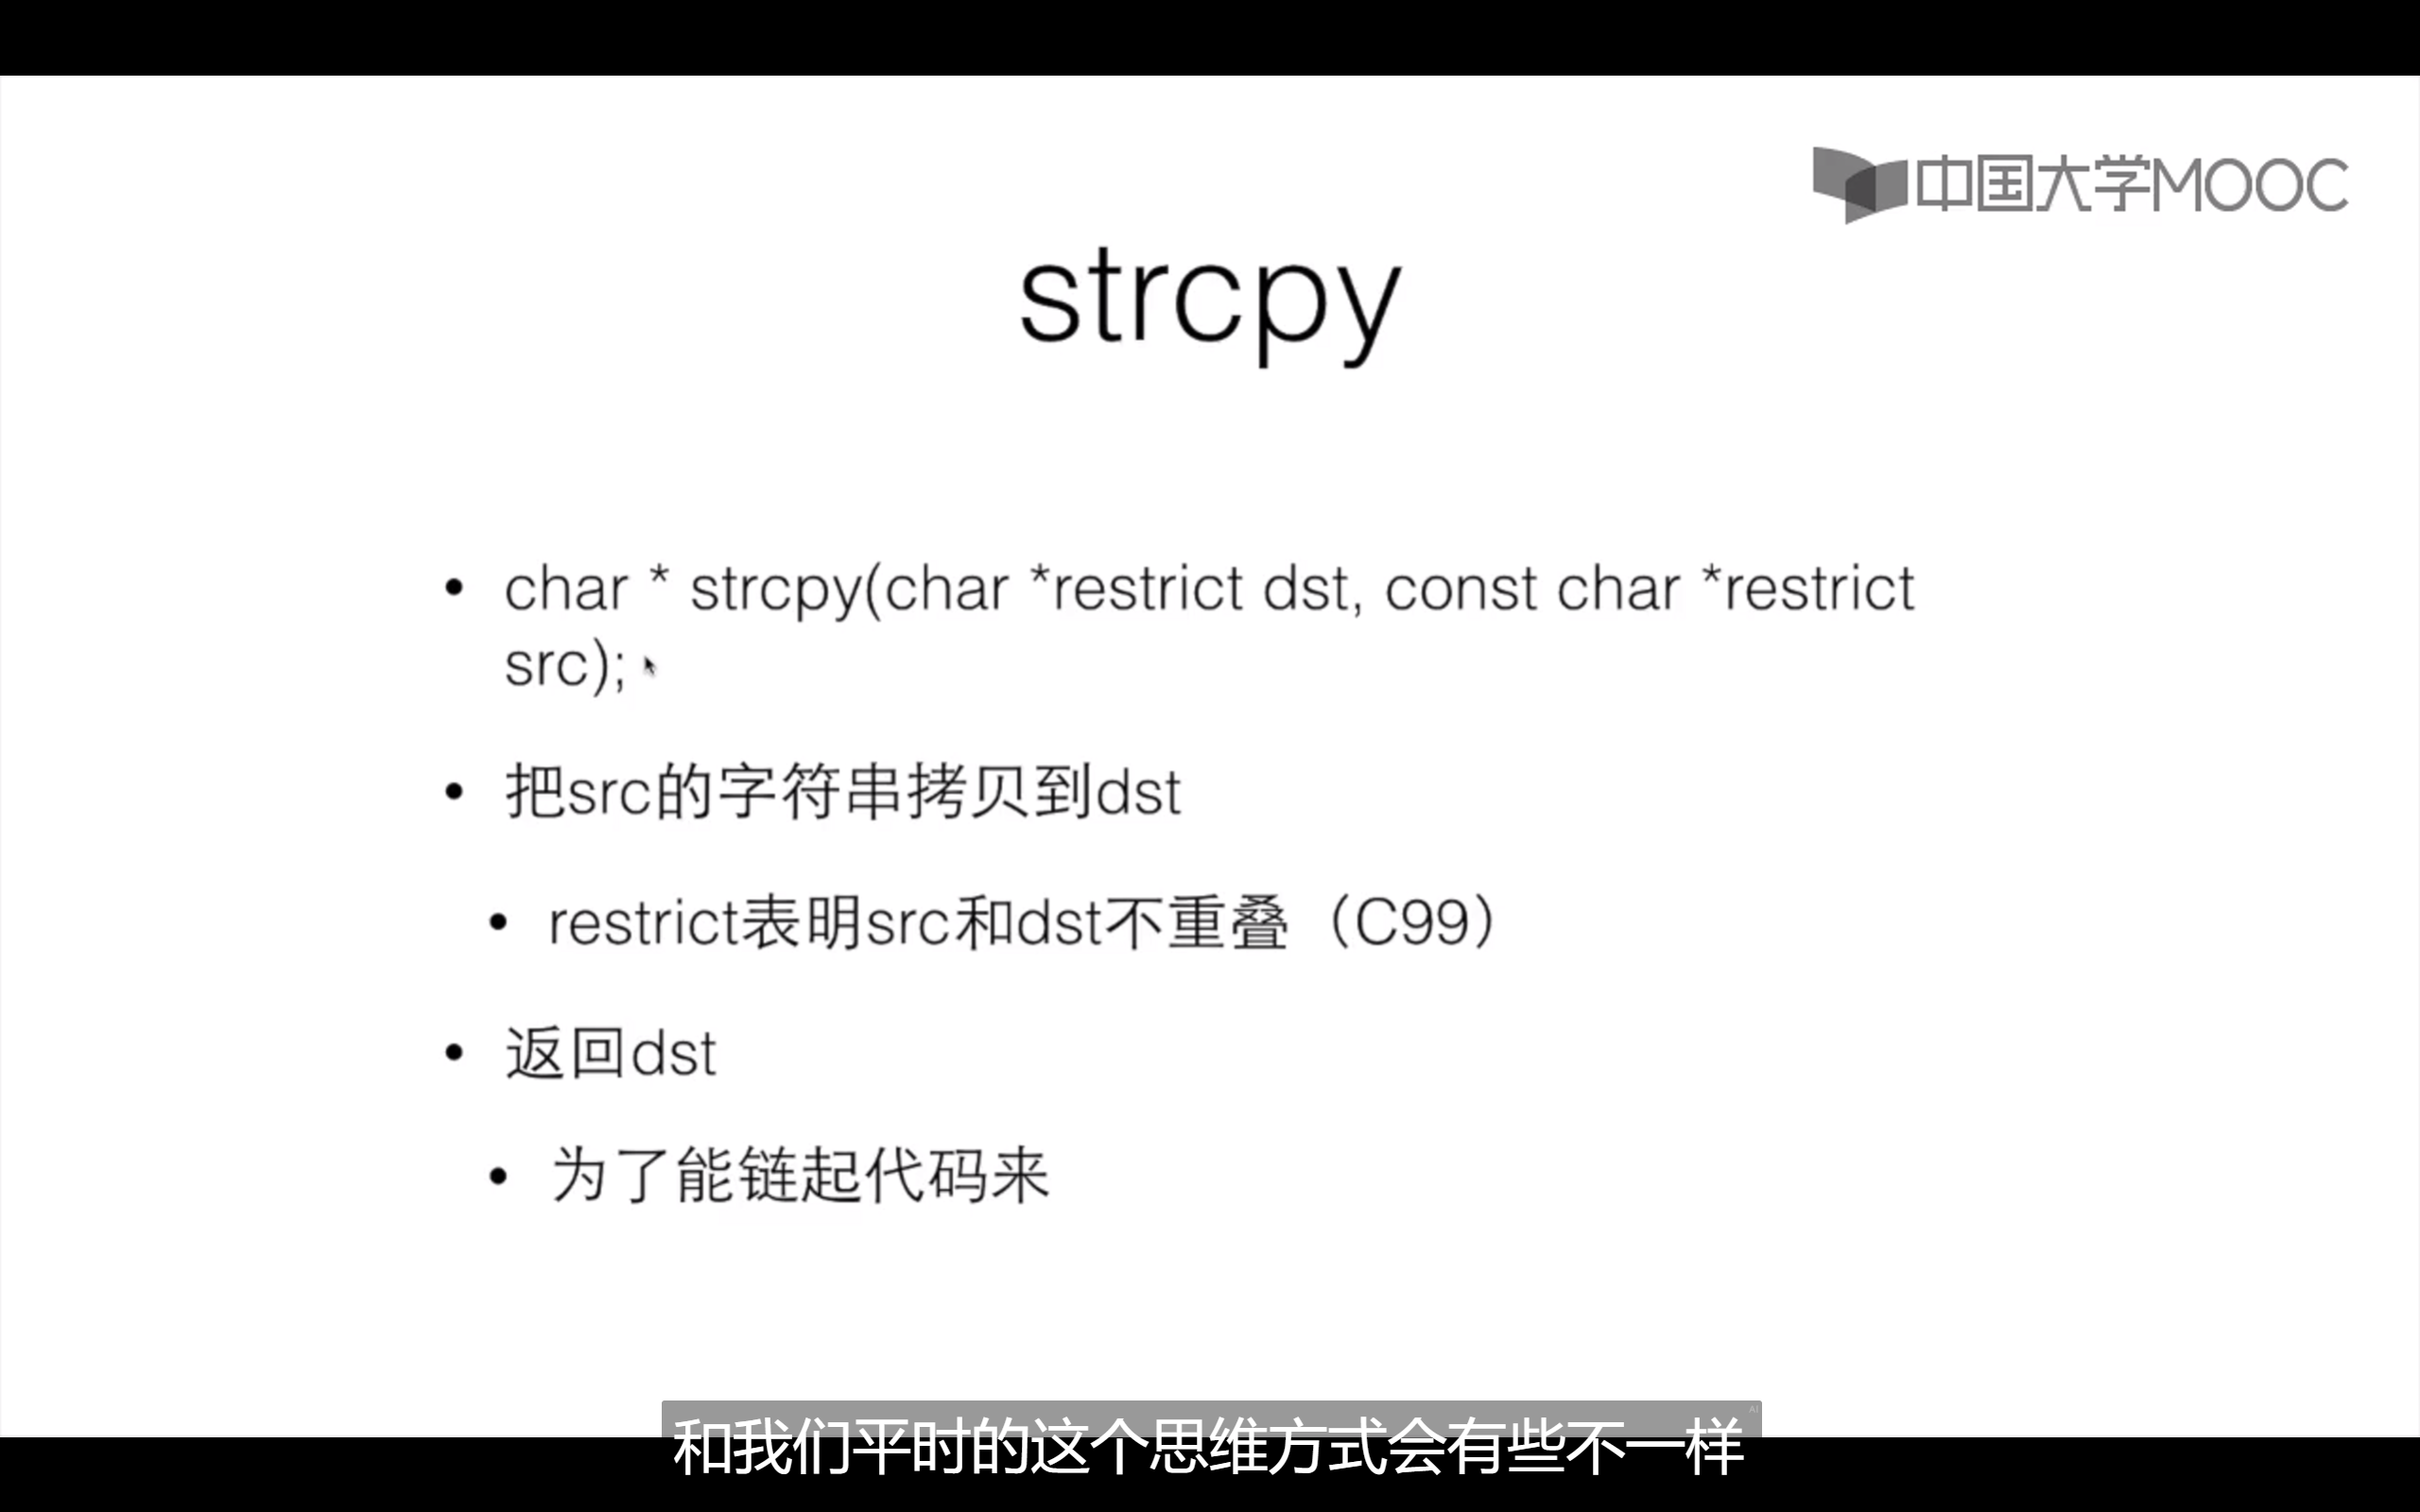 中国大学MOOC
strcpy
• char * strcpy(char *restrict dst, const char *restrict
src);
• 把src的字符串拷贝到dst
• restrict表明src和dst不重叠（C99）
• 返回dst
• 为了能链起代码来
AI
和我们平时的这个思维方式会有些不一样